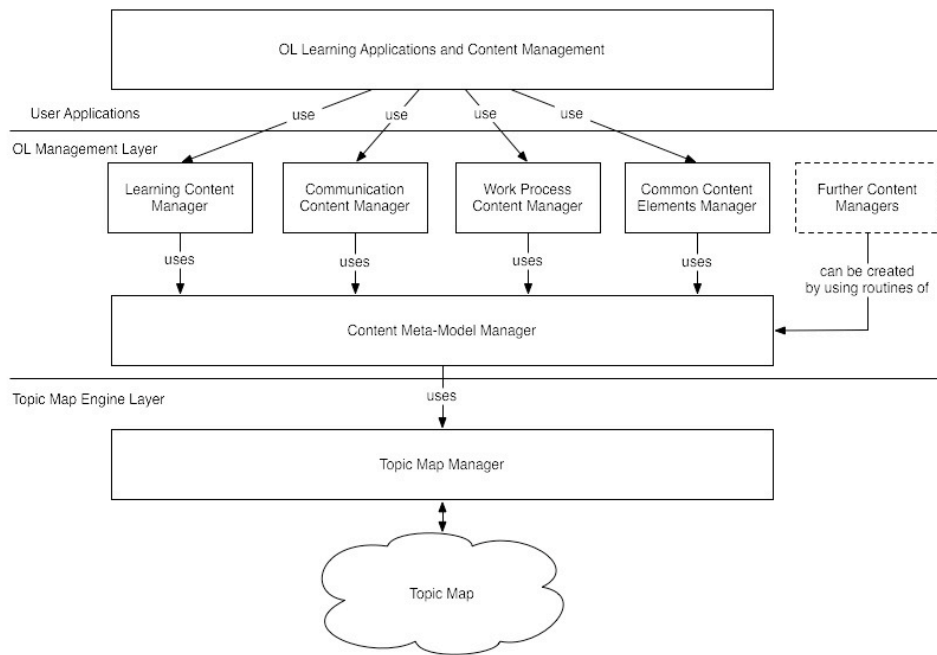 OL Learning Applications and Content Management
User Applications
use
use
use
use
OL Management Layer
Learning Content
Manager
Communication
Content Manager
Work Process
Content Manager
Common Content
Elements Manager
Further Content
Managers
uses
uses
uses
uses
can be created
by using routines of
Content Meta-Model Manager
Topic Map Engine Layer
uses
Topic Map Manager
Topic Map